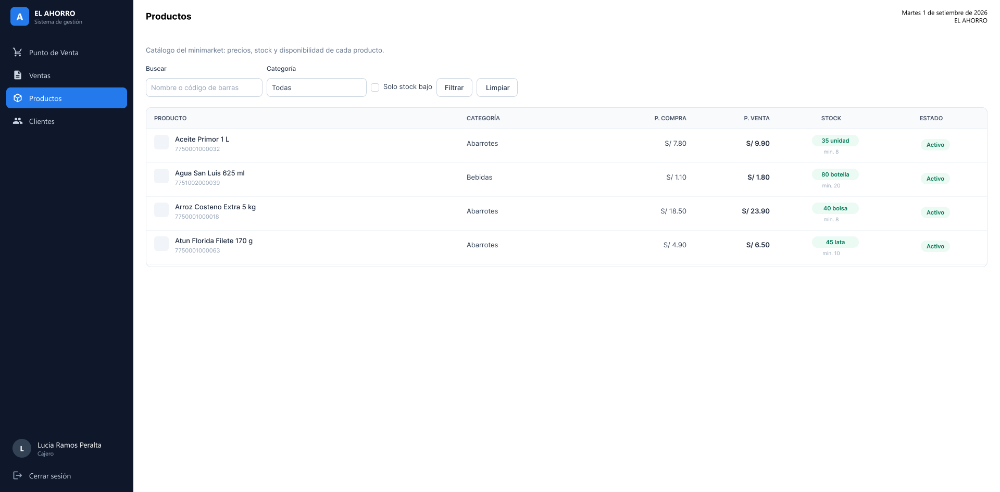 A
EL AHORRO
Sistema de gestión
Punto de Venta
Ventas
Productos
Clientes
Lucia Ramos Peralta
L
Cajero
Cerrar sesión
Productos
Martes 1 de setiembre de 2026
EL AHORRO
Catálogo del minimarket: precios, stock y disponibilidad de cada producto.
Buscar
Categoría
Nombre o código de barras
Todas
Solo stock bajo
Filtrar
Limpiar
PRODUCTO CATEGORÍA P. COMPRA P. VENTA STOCK ESTADO
Aceite Primor 1 L
7750001000032
Abarrotes
S/ 7.80
S/ 9.90
35 unidad
min. 8
Activo
Agua San Luis 625 ml
7751002000039
Bebidas
S/ 1.10
S/ 1.80
80 botella
min. 20
Activo
Arroz Costeno Extra 5 kg
7750001000018
Abarrotes
S/ 18.50
S/ 23.90
40 bolsa
min. 8
Activo
Atun Florida Filete 170 g
7750001000063
Abarrotes
S/ 4.90
S/ 6.50
45 lata
min. 10
Activo